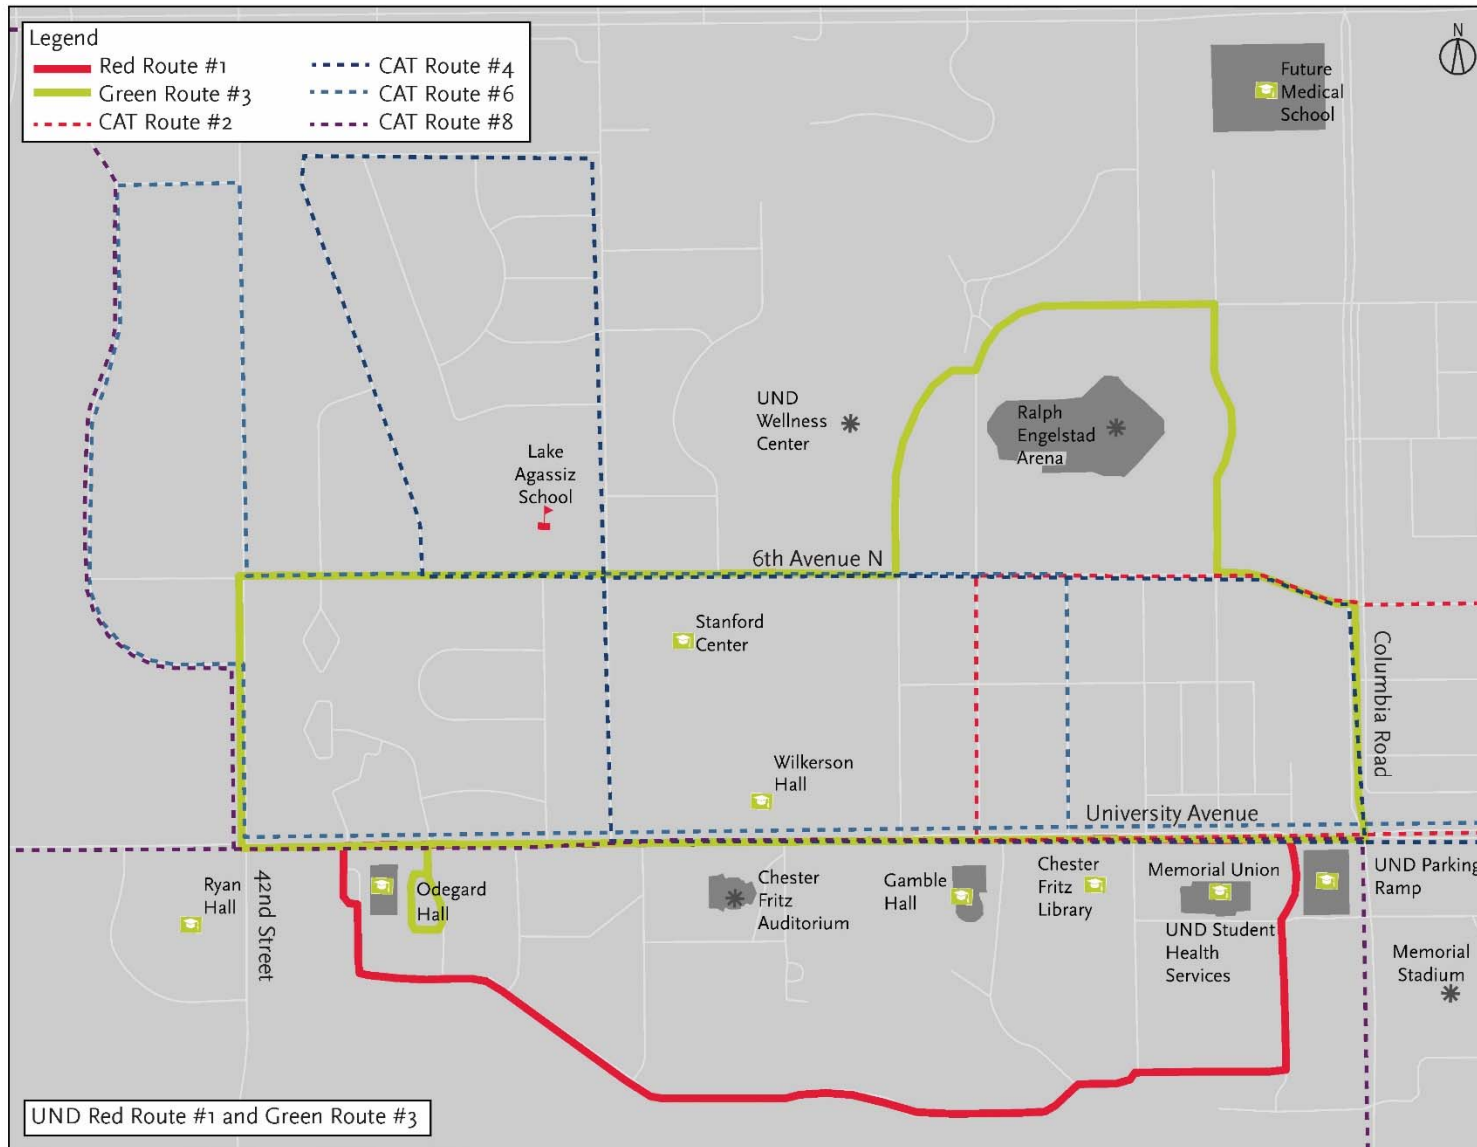 Legend
Red Route #1
Green Route #3
CAT Route #2
CAT Route #4
CAT Route #6
CAT Route #8
N
Future
Medical
School
UND
Wellness
Center
Ralph
Engelstad
Arena
Lake
Agassiz
School
6th Avenue N
Stanford
Center
Columbia Road
Wilkerson
Hall
University Avenue
Ryan
Hall
42nd Street
Odegard
Hall
Chester
Fritz
Auditorium
Gamble
Hall
Chester
Fritz
Library
Memorial Union
UND Student
Health
Services
UND Parking
Ramp
Memorial
Stadium
UND Red Route #1 and Green Route #3